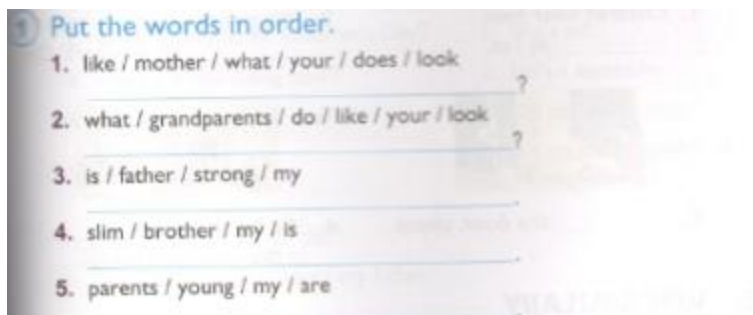 1 Put the words in order.
1. like / mother / what / your / does / look
?
2. what / grandparents / do / like / your / look
?
3. is / father / strong / my
.
4. slim / brother / my / is
.
5. parents / young / my / are